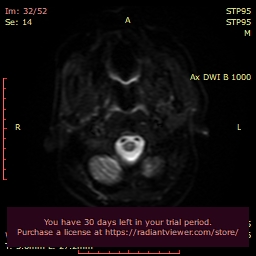 Im: 32/52
Se: 14
A
STP95
STP95
M
Ax DWI B 1000
R
L
You have 30 days left in your trial period.
Purchase a license at https://radiantviewer.com/store/